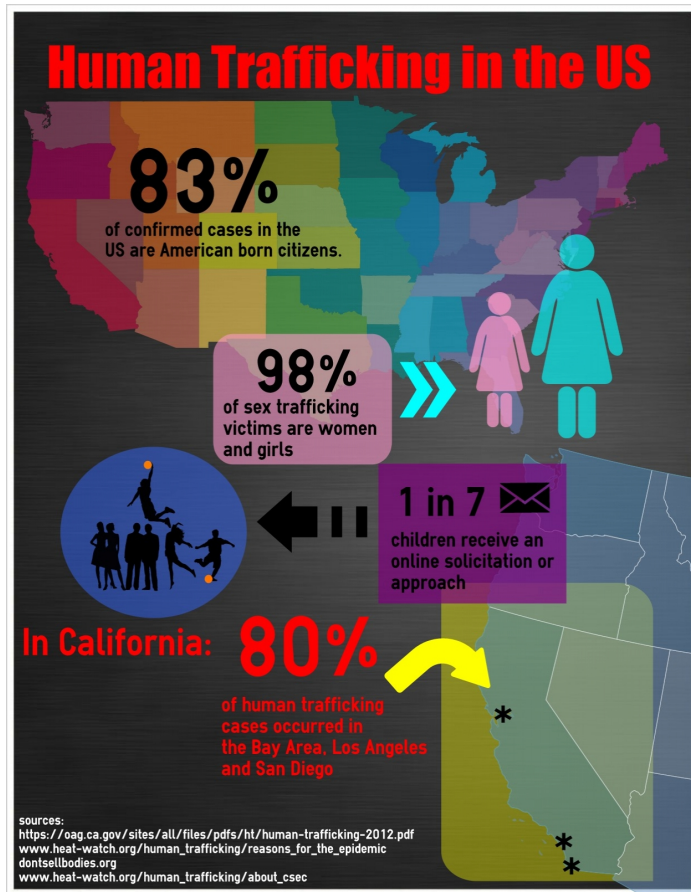 Human Trafficking in the US
83%
of confirmed cases in the
US are American born citizens.
98%
of sex trafficking
victims are women
and girls
1 in 7
children receive an
online solicitation or
approach
In California:
80%
of human trafficking
cases occurred in
the Bay Area, Los Angeles
and San Diego
*
*
*
sources:
https://oag.ca.gov/sites/all/files/pdfs/ht/human-trafficking-2012.pdf
www.heat-watch.org/human_trafficking/reasons_for_the_epidemic
dontsellbodies.org
www.heat-watch.org/human_trafficking/about_csec